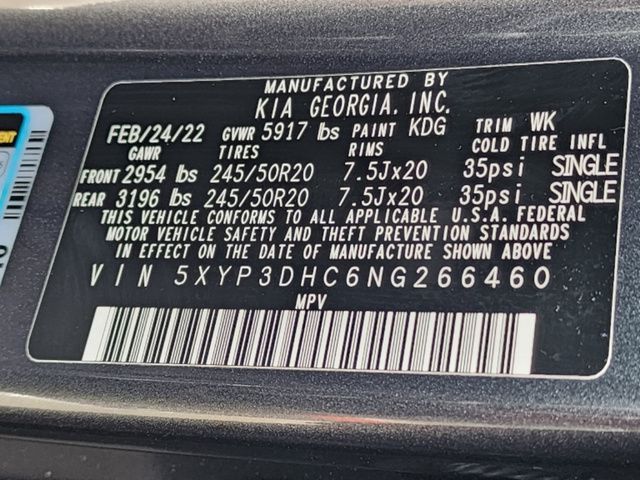 MANUFACTURED BY
KIA GEORGIA, INC.
FEB/24/22 GVWR 5917 lbs PAINT KDG TRIM WK
GAWR TIRES RIMS COLD TIRE INFL
FRONT 2954 lbs 245/50R20 7.5Jx20 35psi SINGLE
REAR 3196 lbs 245/50R20 7.5Jx20 35psi SINGLE
THIS VEHICLE CONFORMS TO ALL APPLICABLE U.S.A. FEDERAL
MOTOR VEHICLE SAFETY AND THEFT PREVENTION STANDARDS
IN EFFECT ON THE DATE OF MANUFACTURE SHOWN ABOVE
VIN 5XYP3DHC6NG266460
MPV